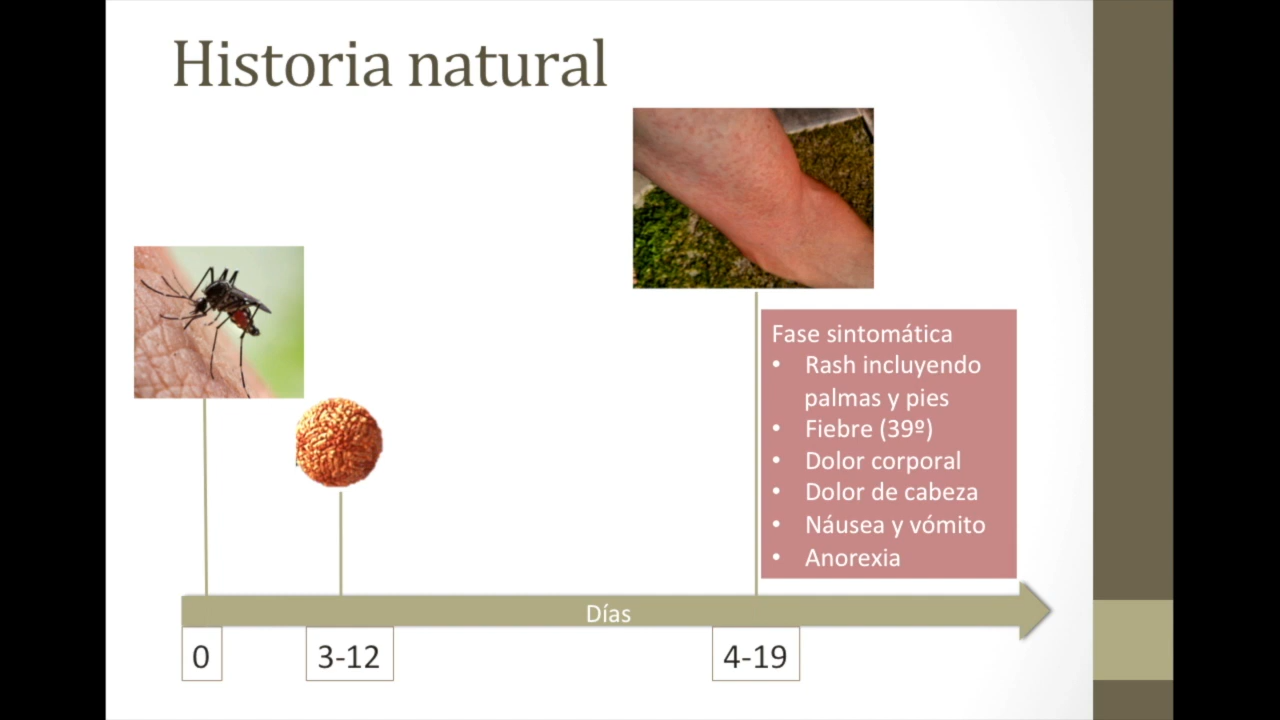 Historia natural
Fase sintomática
• Rash incluyendo
palmas y pies
• Fiebre (39º)
• Dolor corporal
• Dolor de cabeza
• Náusea y vómito
• Anorexia
Días
0
3-12
4-19